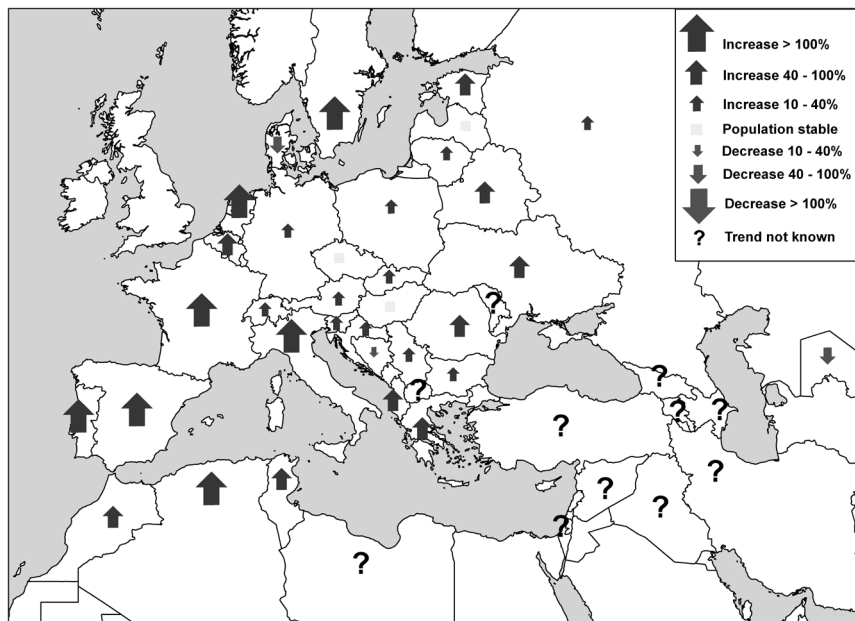 Increase > 100%
Increase 40 - 100%
Increase 10 - 40%
Population stable
Decrease 10 - 40%
Decrease 40 - 100%
Decrease > 100%
? Trend not known
?
?
?
?
?
?
?
?
?
?
?
?